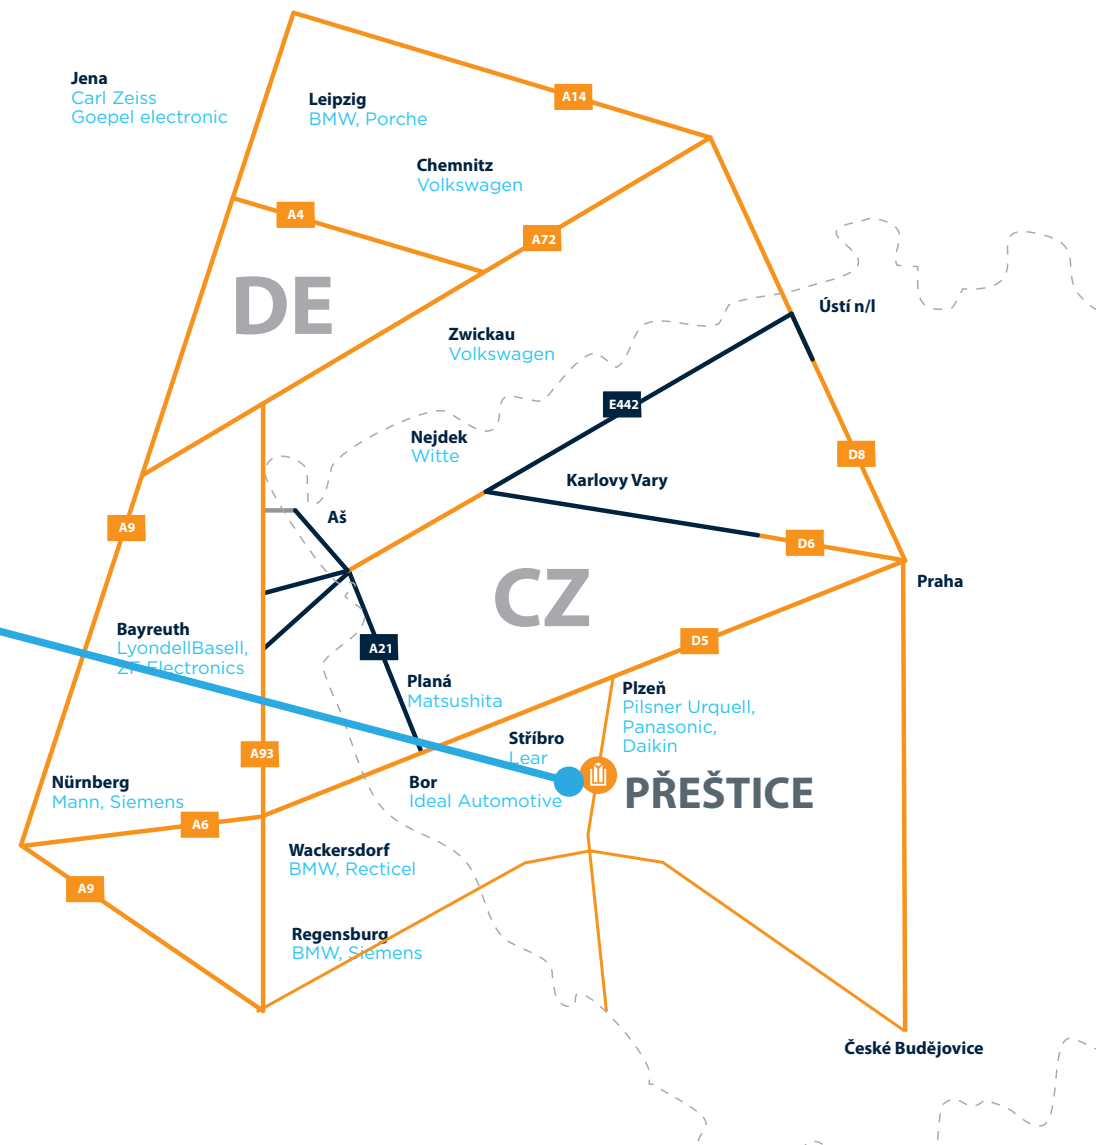 Jena
Carl Zeiss
Goepel electronic
Leipzig
BMW, Porche
A14
Chemnitz
Volkswagen
A4
A72
DE
Ústí n/l
Zwickau
Volkswagen
E442
Nejdek
Witte
D8
Karlovy Vary
Aš
A9
D6
CZ
Praha
Bayreuth
LyondellBasell,
ZF Electronics
A21
D5
Planá
Matsushita
Plzeň
Pilsner Urquell,
Panasonic,
Daikin
Stříbro
Lear
A93
Nürnberg
Mann, Siemens
Bor
Ideal Automotive
PŘEŠTICE
A6
Wackersdorf
BMW, Recticel
A9
Regensburg
BMW, Siemens
České Budějovice